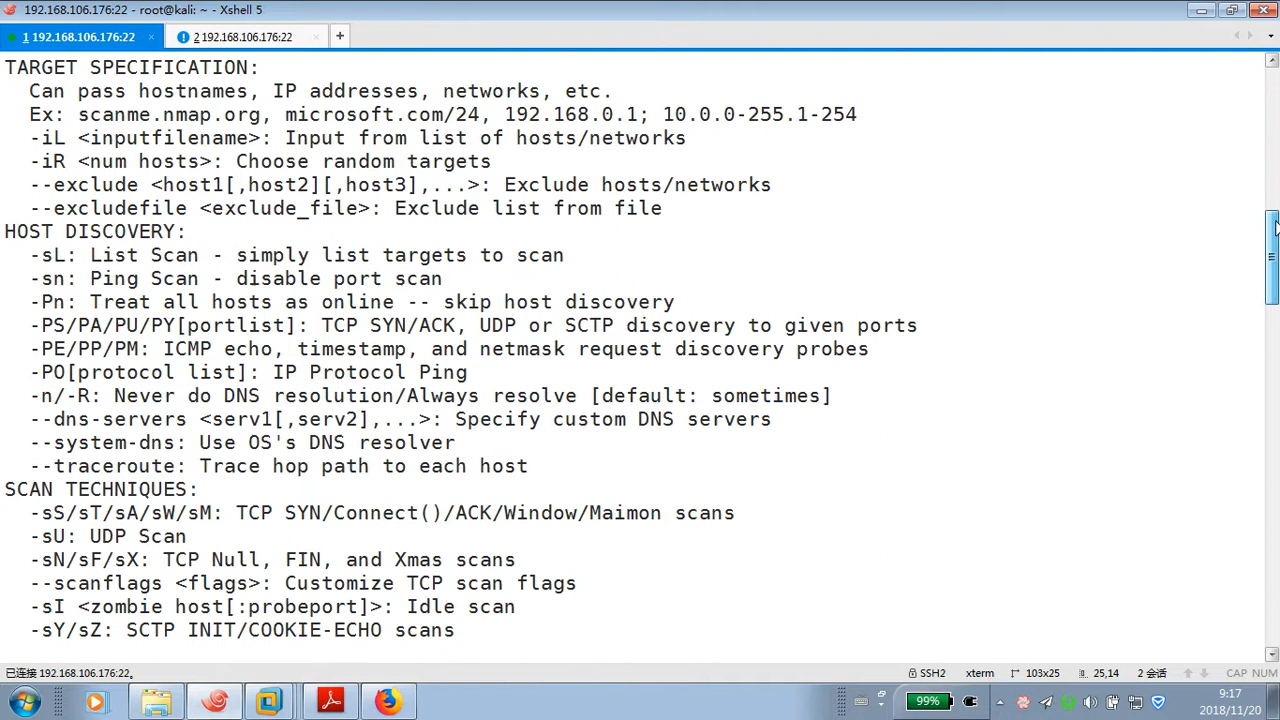 192.168.106.176:22 - root@kali: ~ - Xshell 5
1 192.168.106.176:22
2 192.168.106.176:22
TARGET SPECIFICATION:
Can pass hostnames, IP addresses, networks, etc.
Ex: scanme.nmap.org, microsoft.com/24, 192.168.0.1; 10.0.0-255.1-254
-iL <inputfilename>: Input from list of hosts/networks
-iR <num hosts>: Choose random targets
--exclude <host1[,host2][,host3],...>: Exclude hosts/networks
--excludefile <exclude_file>: Exclude list from file
HOST DISCOVERY:
-sL: List Scan - simply list targets to scan
-sn: Ping Scan - disable port scan
-Pn: Treat all hosts as online -- skip host discovery
-PS/PA/PU/PY[portlist]: TCP SYN/ACK, UDP or SCTP discovery to given ports
-PE/PP/PM: ICMP echo, timestamp, and netmask request discovery probes
-PO[protocol list]: IP Protocol Ping
-n/-R: Never do DNS resolution/Always resolve [default: sometimes]
--dns-servers <serv1[,serv2],...>: Specify custom DNS servers
--system-dns: Use OS's DNS resolver
--traceroute: Trace hop path to each host
SCAN TECHNIQUES:
-sS/sT/sA/sW/sM: TCP SYN/Connect()/ACK/Window/Maimon scans
-sU: UDP Scan
-sN/sF/sX: TCP Null, FIN, and Xmas scans
--scanflags <flags>: Customize TCP scan flags
-sI <zombie host[:probeport]>: Idle scan
-sY/sZ: SCTP INIT/COOKIE-ECHO scans
已连接 192.168.106.176:22。
SSH2
xterm
103x25
25,14
2 会话
CAP NUM
99%
9:17
2018/11/20